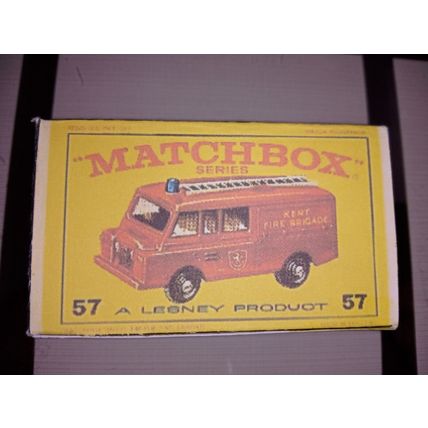 "MATCHBOX"
SERIES
KENT
FIRE BRIGADE
57 A LESNEY PRODUCT 57